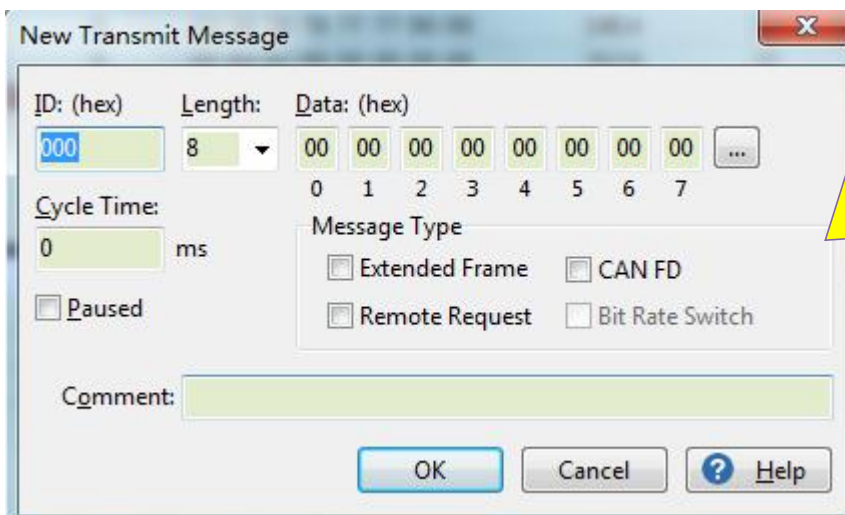 New Transmit Message
ID: (hex) Length: Data: (hex)
000 8 00 00 00 00 00 00 00 00 ...
0 1 2 3 4 5 6 7
Cycle Time:
0 ms
Message Type
Extended Frame CAN FD
Paused
Remote Request Bit Rate Switch
Comment:
OK Cancel ? Help